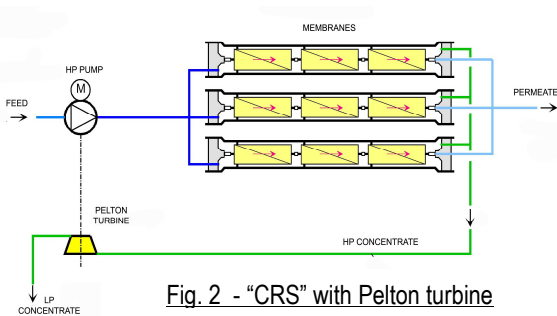 MEMBRANES
HP PUMP
M
FEED
PERMEATE
PELTON
TURBINE
HP CONCENTRATE
LP
CONCENTRATE
Fig. 2 - “CRS” with Pelton turbine